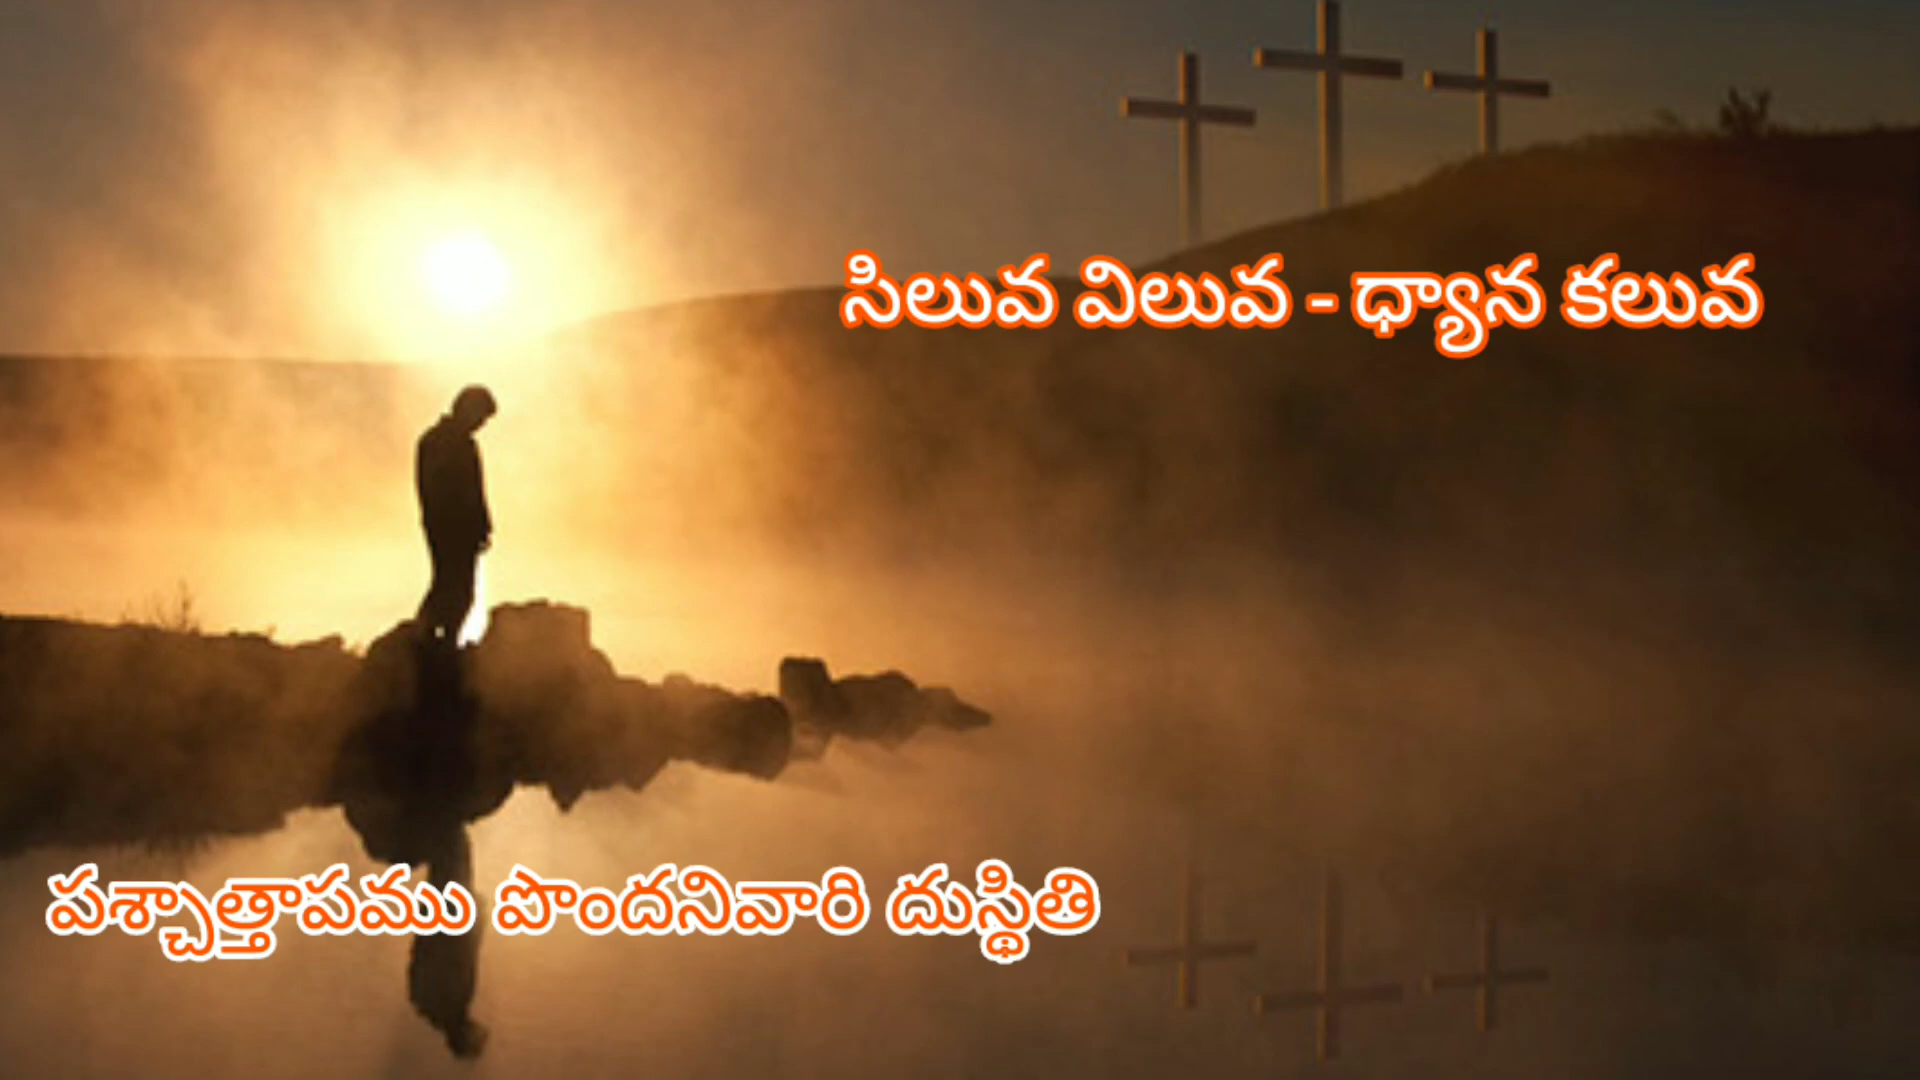 సిలువ విలువ - ధ్యాన కలువ
పశ్చాత్తాపము పొందనివారి దుస్థితి